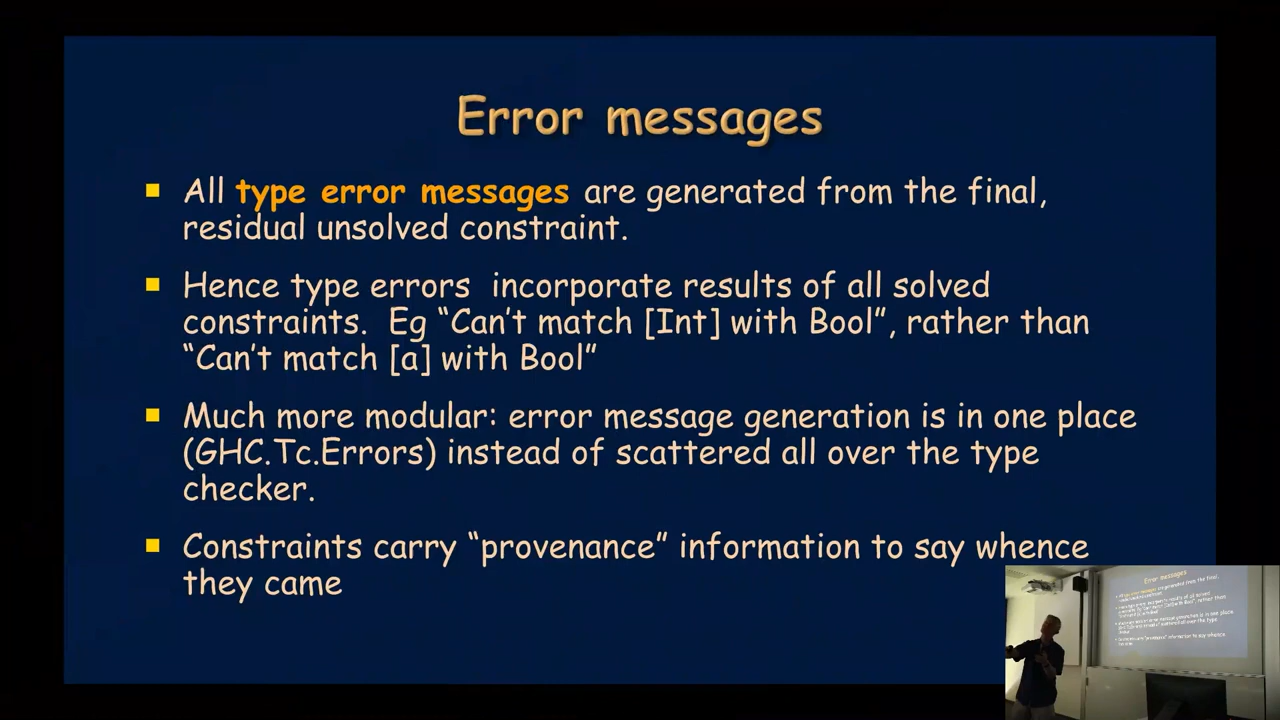 Error messages
All type error messages are generated from the final,
residual unsolved constraint.
Hence type errors incorporate results of all solved
constraints. Eg “Can’t match [Int] with Bool”, rather than
“Can’t match [a] with Bool”
Much more modular: error message generation is in one place
(GHC.Tc.Errors) instead of scattered all over the type
checker.
Constraints carry “provenance” information to say whence
they came
Error messages